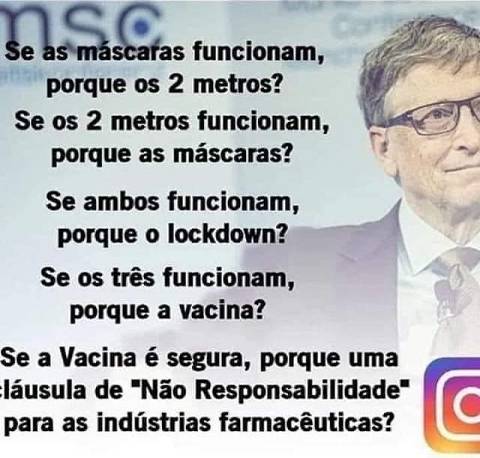 msc
Se as máscaras funcionam,
porque os 2 metros?
Se os 2 metros funcionam,
porque as máscaras?
Se ambos funcionam,
porque o lockdown?
Se os três funcionam,
porque a vacina?
Se a Vacina é segura, porque uma
cláusula de "Não Responsabilidade"
para as indústrias farmacêuticas?